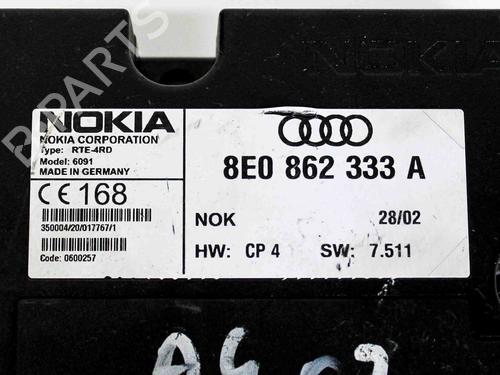 NOKIA
NOKIA
NOKIA CORPORATION
Type: RTE-4RD
Model: 6091
MADE IN GERMANY
CE 168
350004/20/017767/1
Code: 0600257
8E0 862 333 A
NOK 28/02
HW: CP 4 SW: 7.511
B-PARTS